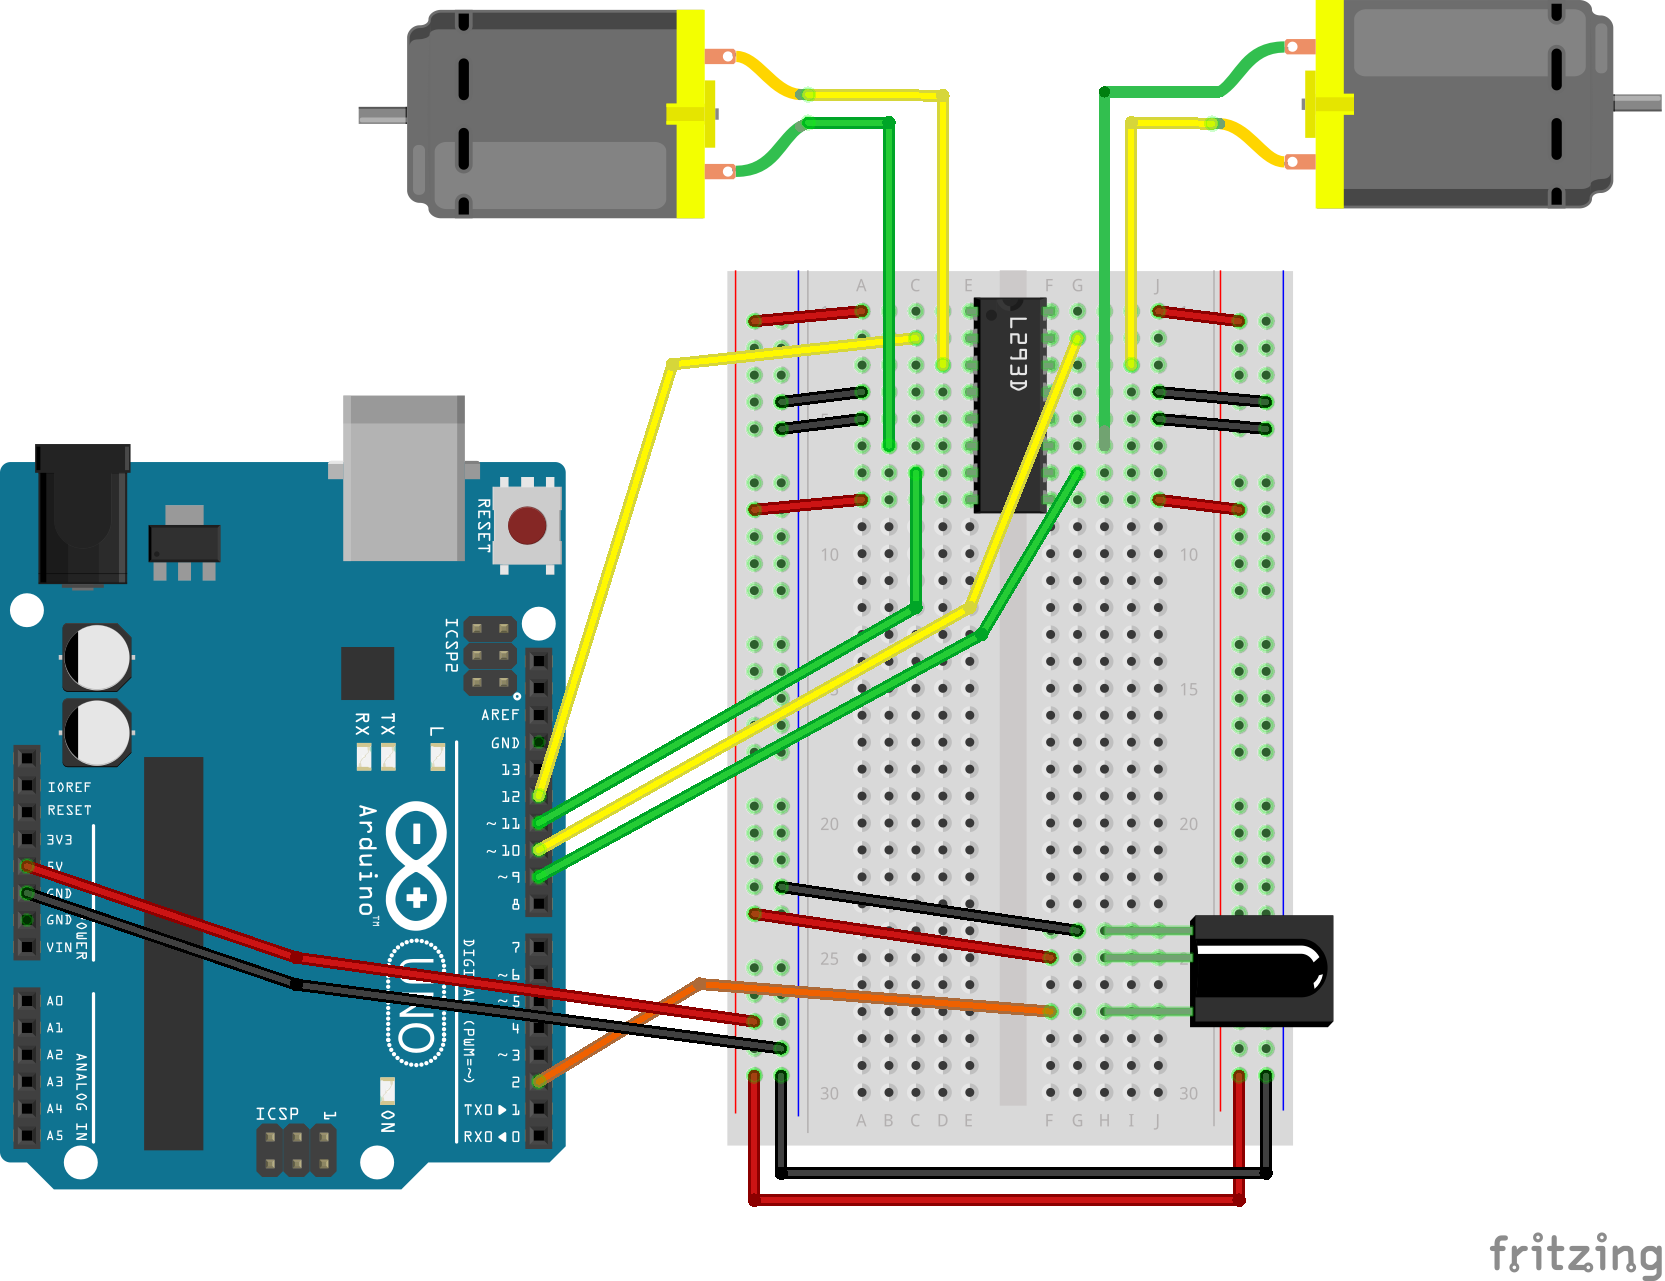 A C E F G J
L293D
10 10
RESET
ICSP2
AREF
GND
RX TX L
13
IOREF
12
RESET
~11
15 15
3V3
~10
20 20
5V
~9
GND
8
GND
Arduino™
VIN
POWER
7
~6
25
A0
~5
UNO
A1
4
A2
~3
A3
2
DIGITAL (PWM=~)
ANALOG IN
A4
TX0▶1
A5
RX0◀0
30 30
ICSP 1
ON
A B C D E F G H I J
fritzing